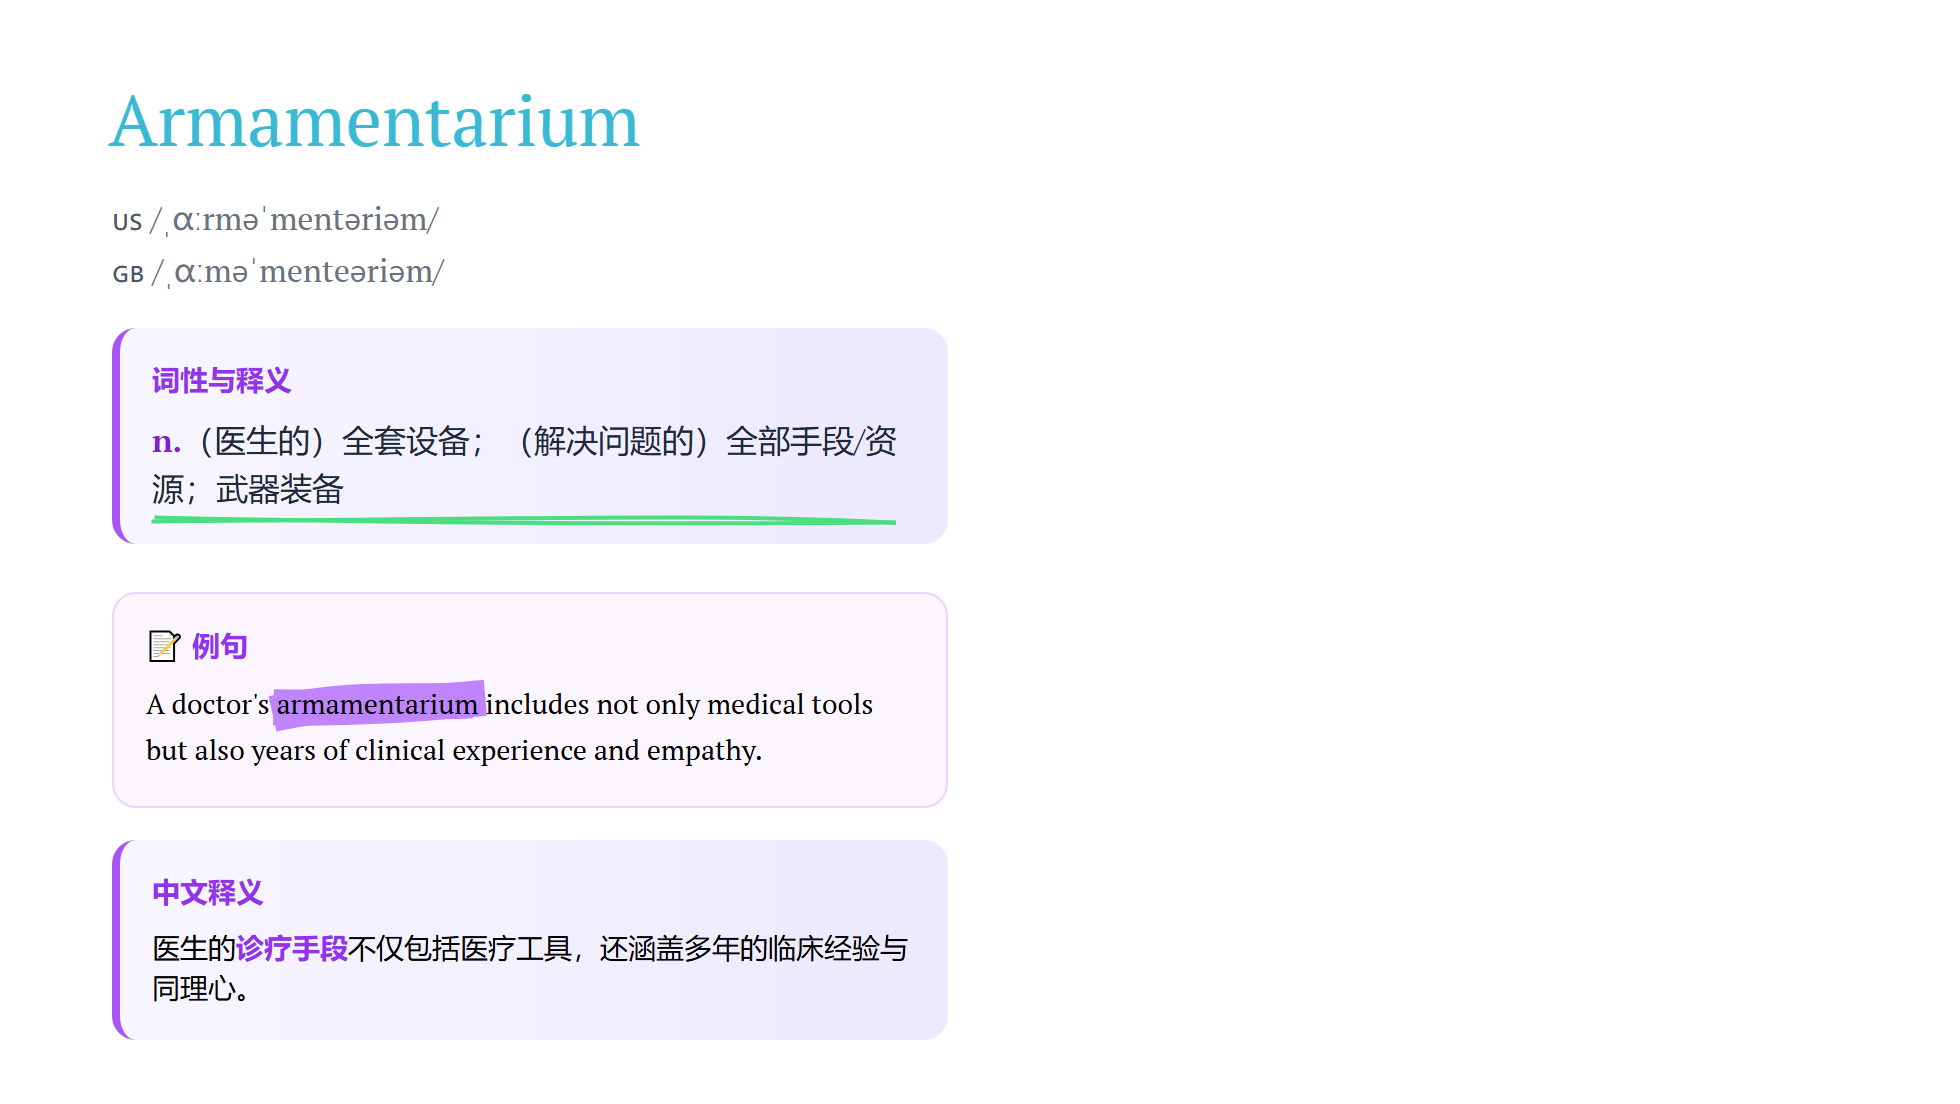 Armamentarium
US /ˌɑːrməˈmentəriəm/
GB /ˌɑːməˈmenteəriəm/
词性与释义
n.（医生的）全套设备；（解决问题的）全部手段/资
源；武器装备
📝 例句
A doctor's armamentarium includes not only medical tools
but also years of clinical experience and empathy.
中文释义
医生的诊疗手段不仅包括医疗工具，还涵盖多年的临床经验与
同理心。